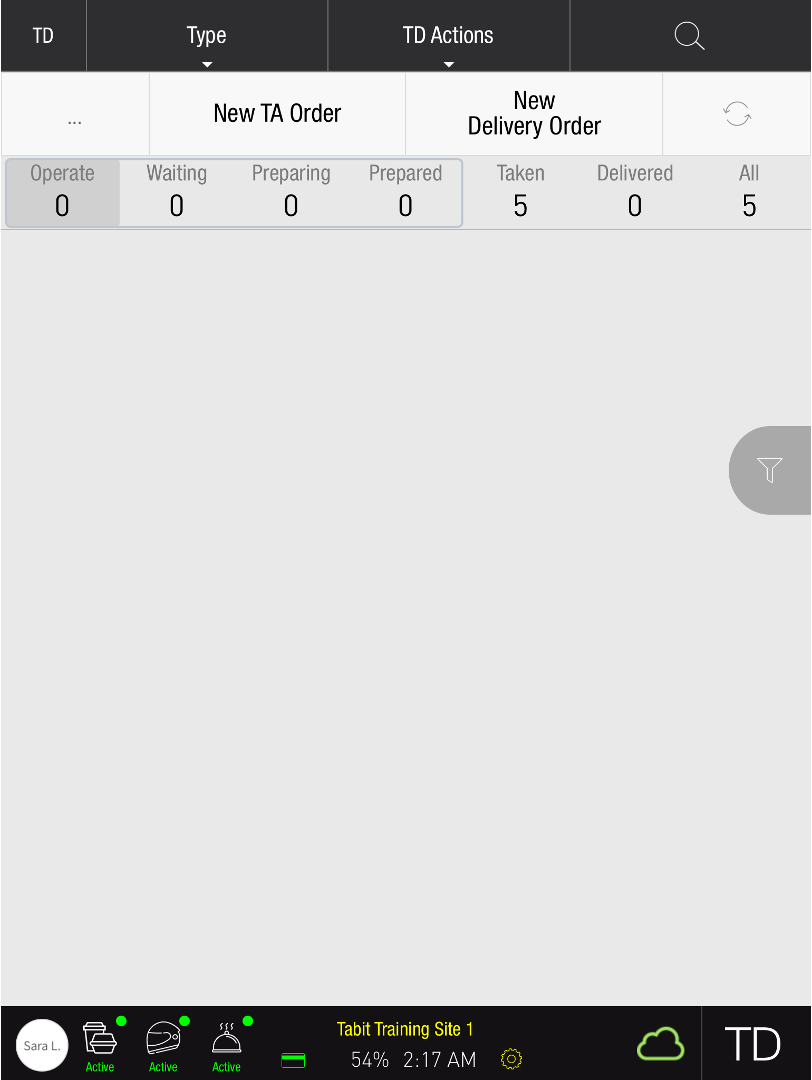 TD
Type
TD Actions
...
New TA Order
New
Delivery Order
Operate
Waiting
Preparing
Prepared
Taken
Delivered
All
0
0
0
0
5
0
5
Sara L.
Active
Active
Active
Tabit Training Site 1
54% 2:17 AM
TD